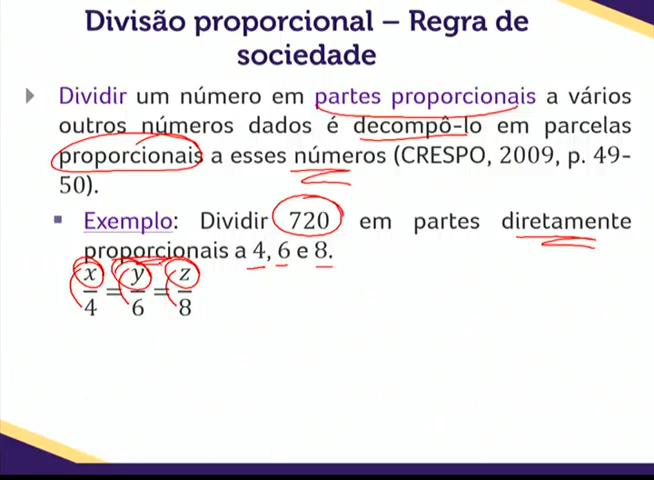 Divisão proporcional – Regra de
sociedade
Dividir um número em partes proporcionais a vários
outros números dados é decompô-lo em parcelas
proporcionais a esses números (CRESPO, 2009, p. 49-
50).
Exemplo: Dividir 720 em partes diretamente
proporcionais a 4, 6 e 8.
x/4 = y/6 = z/8